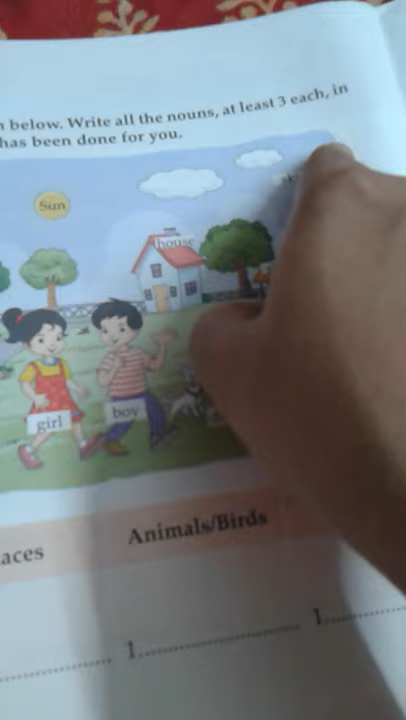 below. Write all the nouns, at least 3 each, in
has been done for you.
Sun
house
girl
boy
aces
Animals/Birds
1.
1.